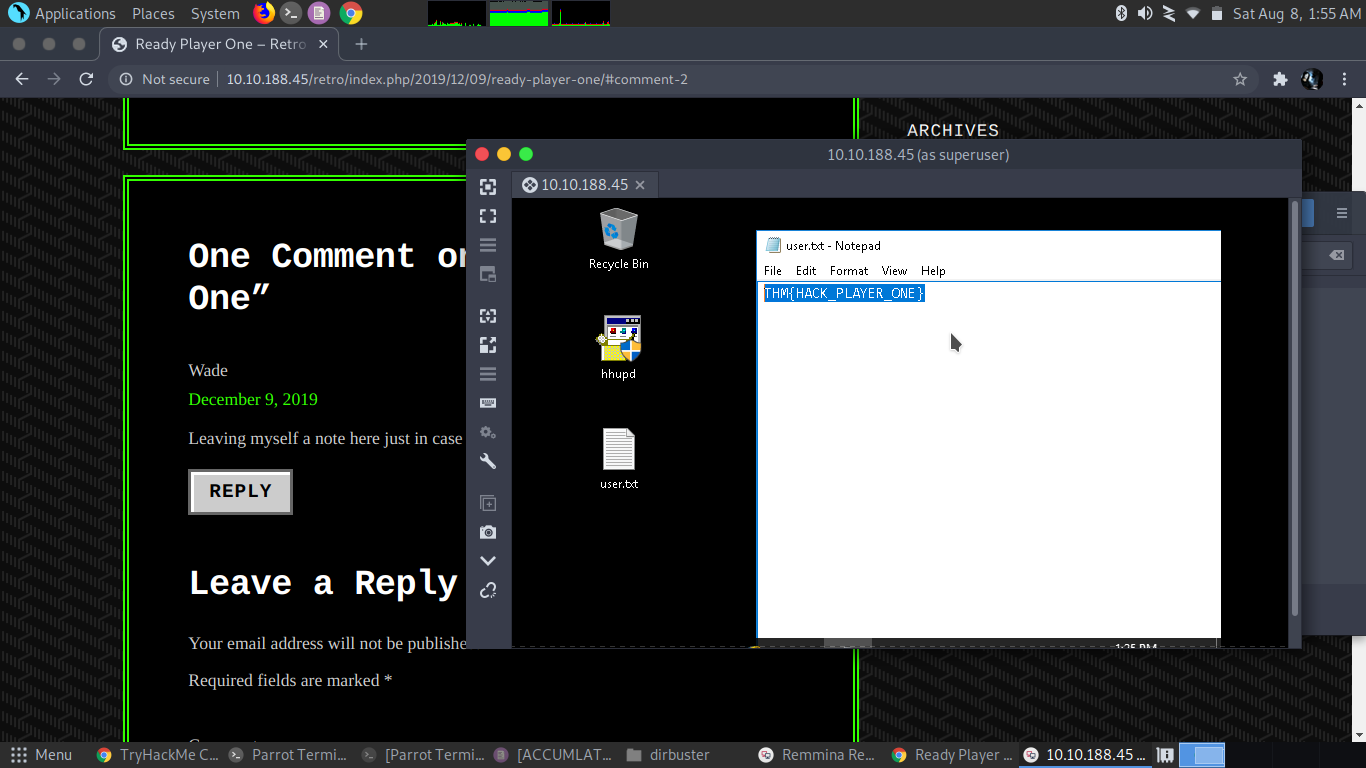 Applications Places System Sat Aug 8, 1:55 AM
Ready Player One – Retro
Not secure 10.10.188.45/retro/index.php/2019/12/09/ready-player-one/#comment-2
ARCHIVES
One Comment on
One”
Wade
December 9, 2019
Leaving myself a note here just in case
REPLY
Leave a Reply
Your email address will not be publishe
Required fields are marked *
10.10.188.45 (as superuser)
10.10.188.45
Recycle Bin
hhupd
user.txt
user.txt - Notepad
File Edit Format View Help
THM{HACK_PLAYER_ONE}
1:25 PM
Menu TryHackMe C... Parrot Termi... [Parrot Termi... [ACCUMLAT... dirbuster Remmina Re... Ready Player ... 10.10.188.45 ...